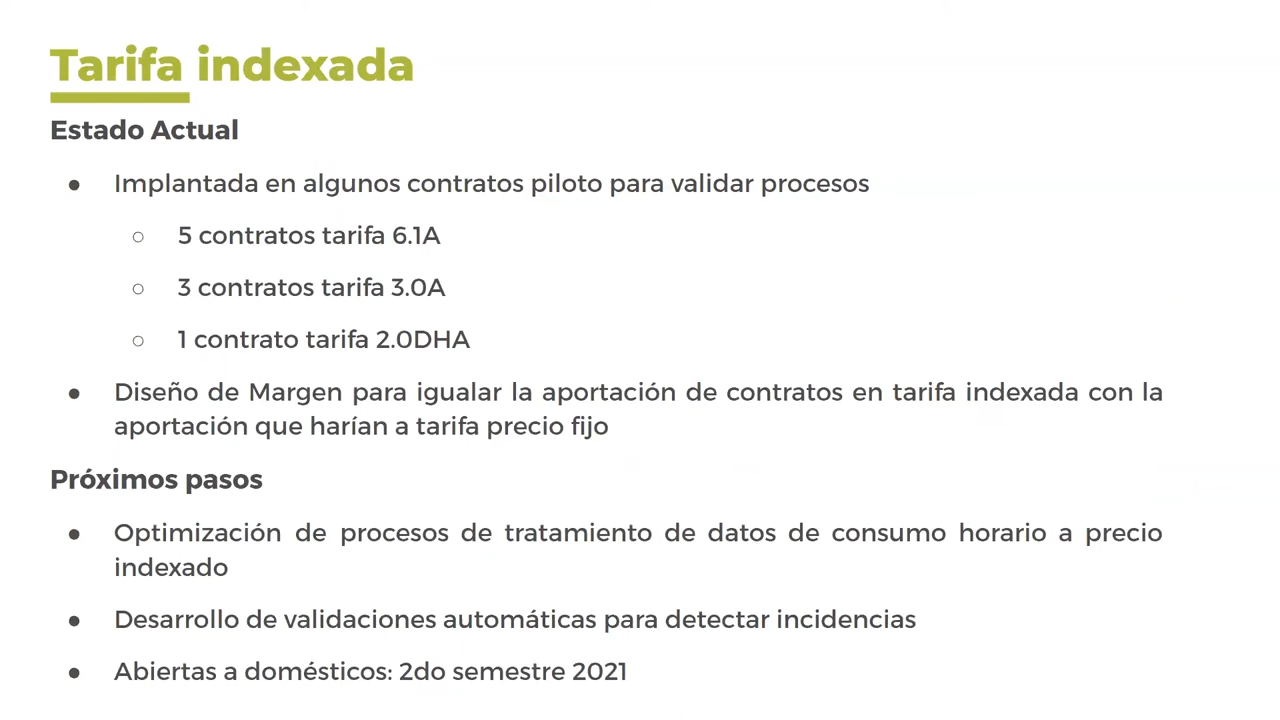 Tarifa indexada
Estado Actual
● Implantada en algunos contratos piloto para validar procesos
○ 5 contratos tarifa 6.1A
○ 3 contratos tarifa 3.0A
○ 1 contrato tarifa 2.0DHA
● Diseño de Margen para igualar la aportación de contratos en tarifa indexada con la
aportación que harían a tarifa precio fijo
Próximos pasos
● Optimización de procesos de tratamiento de datos de consumo horario a precio
indexado
● Desarrollo de validaciones automáticas para detectar incidencias
● Abiertas a domésticos: 2do semestre 2021